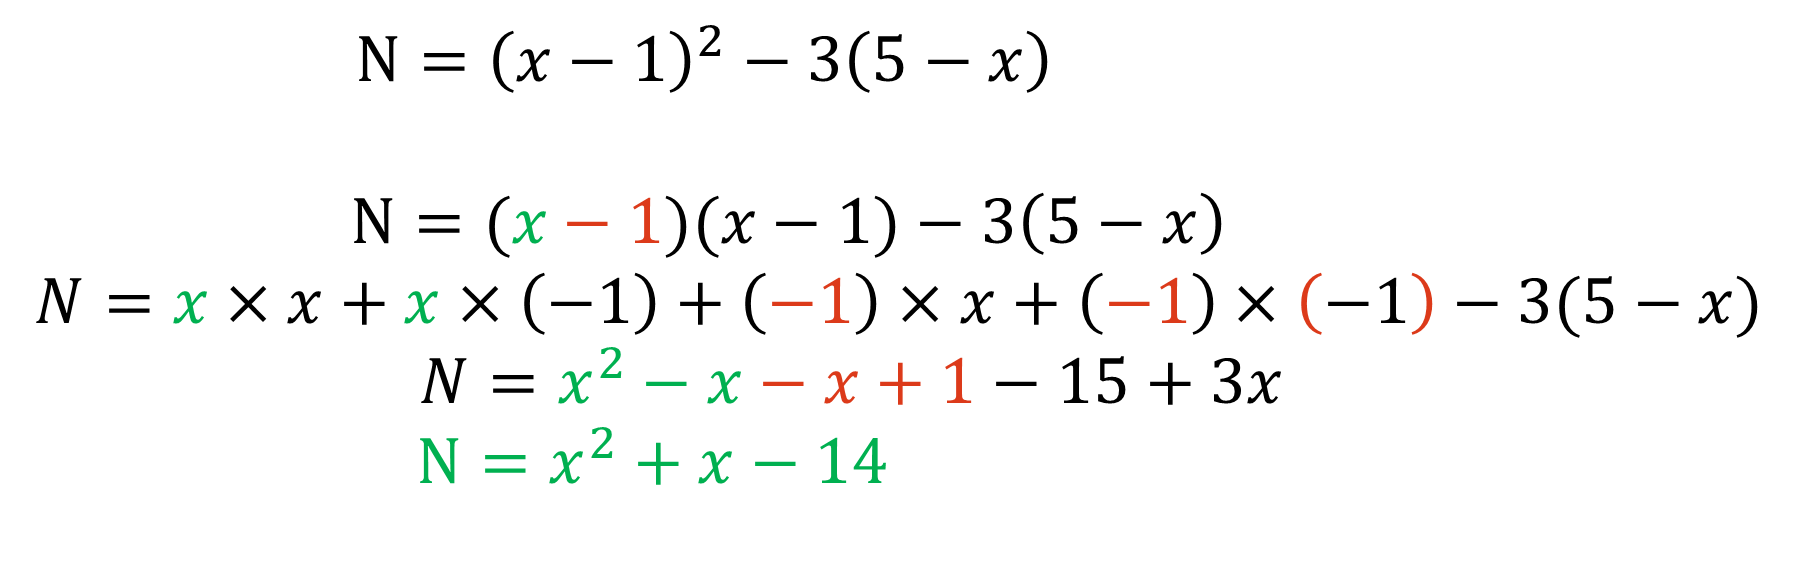 N = (x − 1)² − 3(5 − x)
N = (x − 1)(x − 1) − 3(5 − x)
N = x × x + x × (−1) + (−1) × x + (−1) × (−1) − 3(5 − x)
N = x² − x − x + 1 − 15 + 3x
N = x² + x − 14